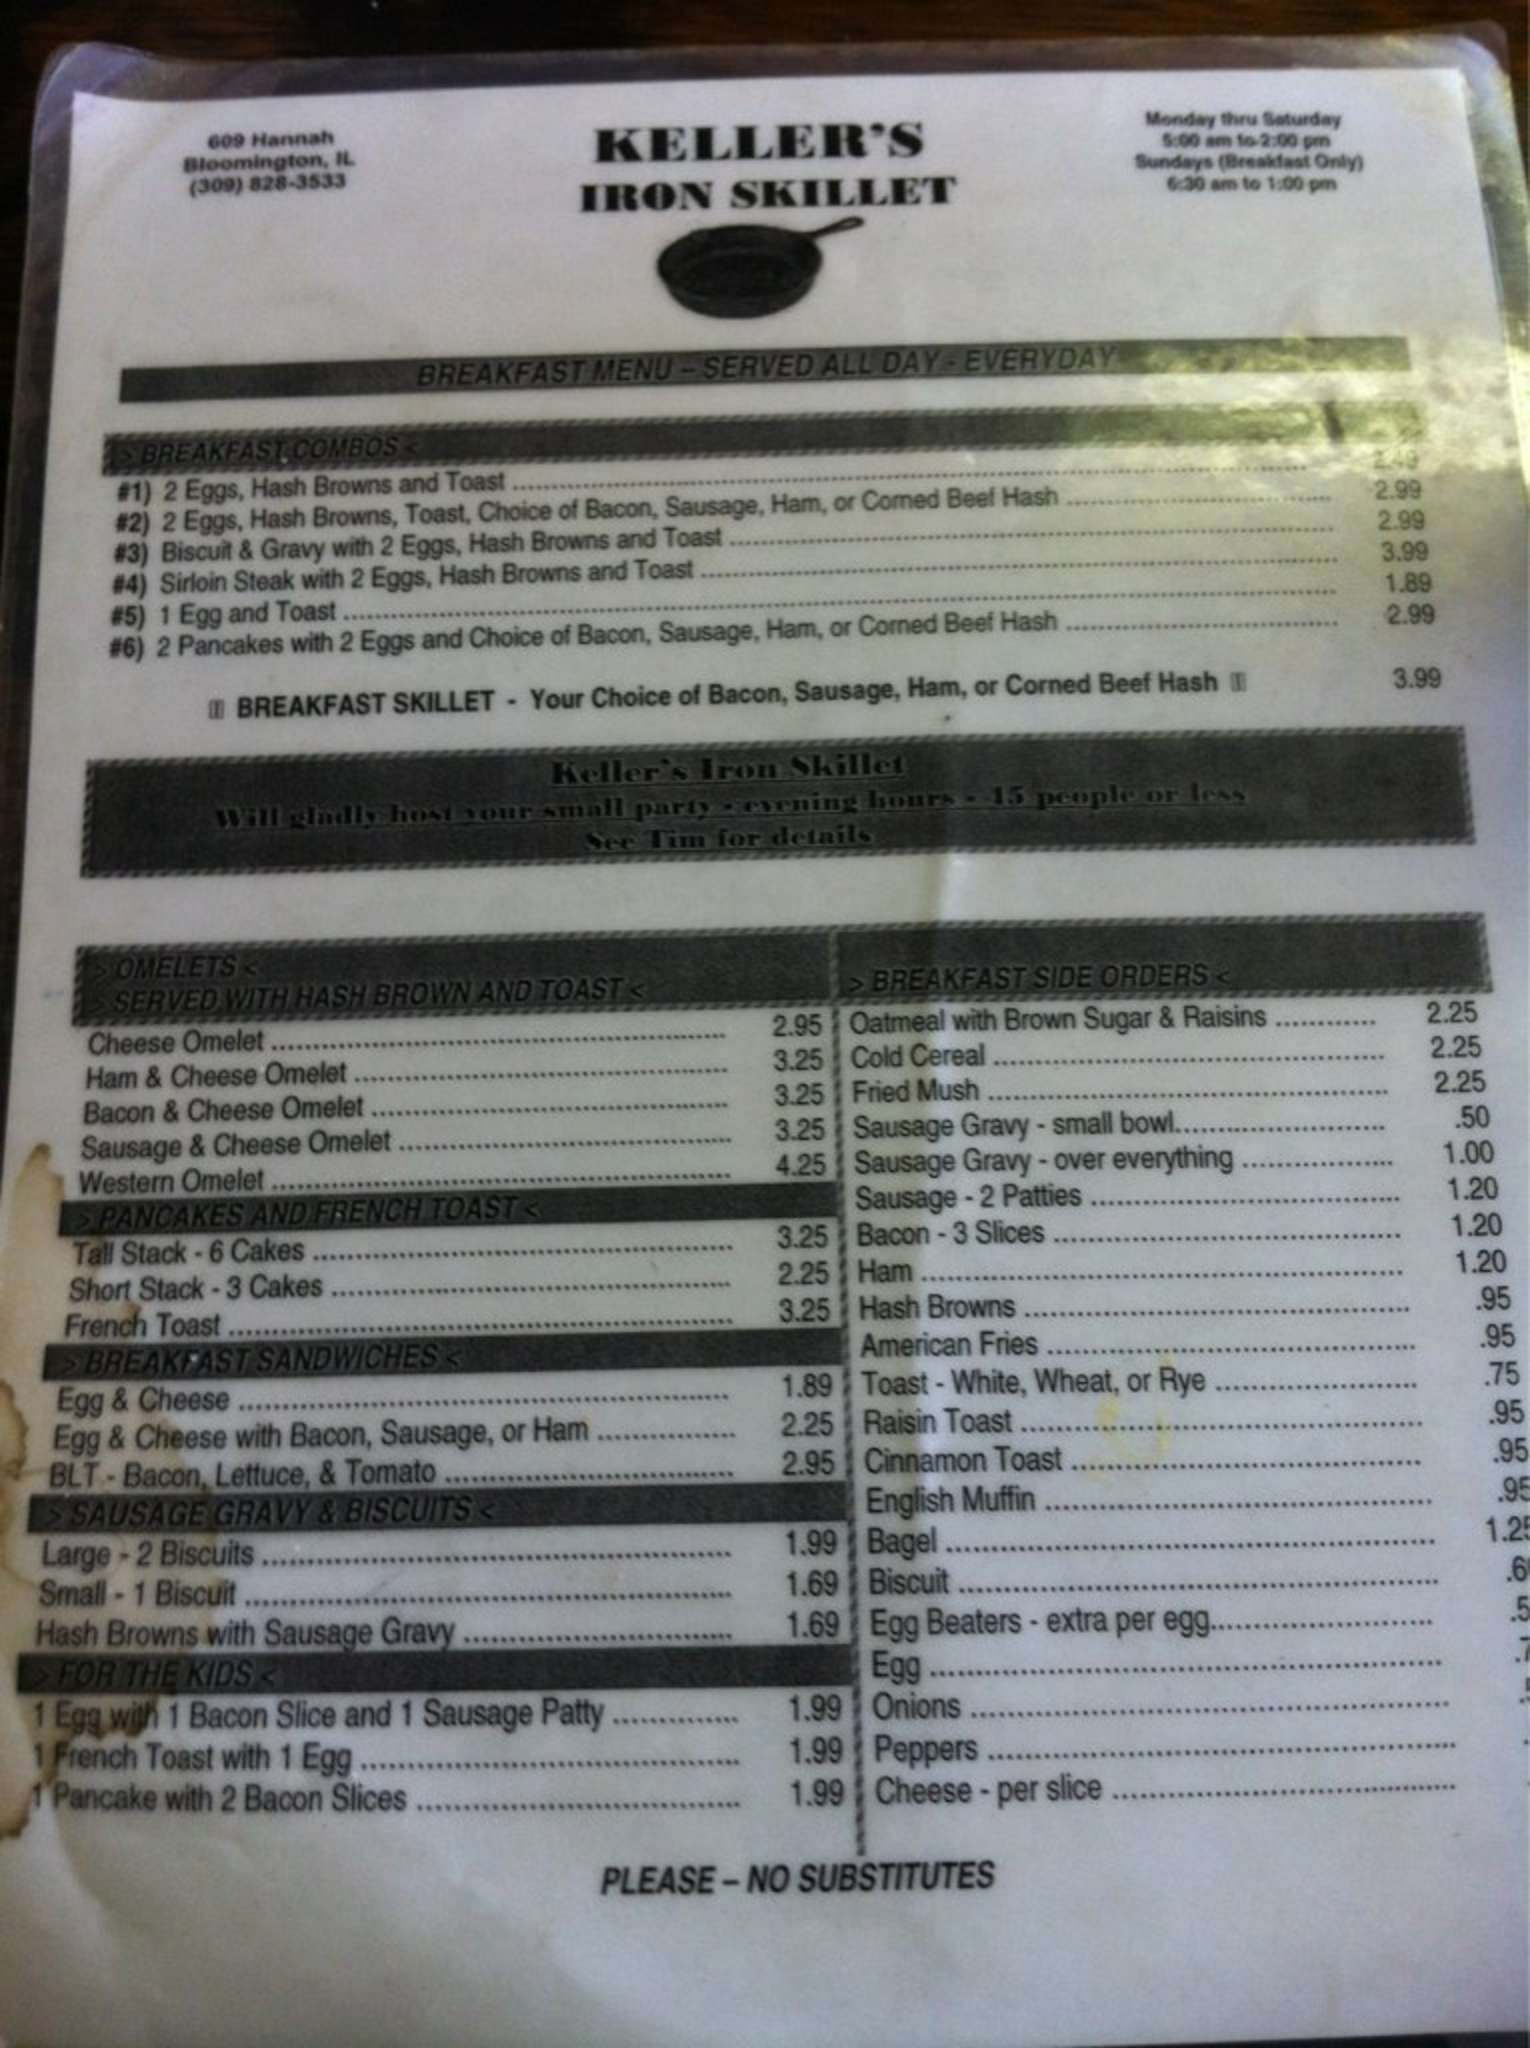 609 Hannah
Bloomington, IL
(309) 828-3533
KELLER'S
IRON SKILLET
Monday thru Saturday
5:00 am to 2:00 pm
Sundays (Breakfast Only)
6:30 am to 1:00 pm
BREAKFAST MENU – SERVED ALL DAY - EVERYDAY
> BREAKFAST COMBOS <
#1) 2 Eggs, Hash Browns and Toast 2.49
#2) 2 Eggs, Hash Browns, Toast, Choice of Bacon, Sausage, Ham, or Corned Beef Hash 2.99
#3) Biscuit & Gravy with 2 Eggs, Hash Browns and Toast 2.99
#4) Sirloin Steak with 2 Eggs, Hash Browns and Toast 3.99
#5) 1 Egg and Toast 1.89
#6) 2 Pancakes with 2 Eggs and Choice of Bacon, Sausage, Ham, or Corned Beef Hash 2.99
BREAKFAST SKILLET - Your Choice of Bacon, Sausage, Ham, or Corned Beef Hash 3.99
Keller's Iron Skillet
Will gladly host your small party - evening hours - 45 people or less
See Tim for details
> OMELETS <
> SERVED WITH HASH BROWN AND TOAST <
Cheese Omelet 2.95
Ham & Cheese Omelet 3.25
Bacon & Cheese Omelet 3.25
Sausage & Cheese Omelet 3.25
Western Omelet 4.25
> PANCAKES AND FRENCH TOAST <
Tall Stack - 6 Cakes 3.25
Short Stack - 3 Cakes 2.25
French Toast 3.25
> BREAKFAST SANDWICHES <
Egg & Cheese 1.89
Egg & Cheese with Bacon, Sausage, or Ham 2.25
BLT - Bacon, Lettuce, & Tomato 2.95
> SAUSAGE GRAVY & BISCUITS <
Large - 2 Biscuits 1.99
Small - 1 Biscuit 1.69
Hash Browns with Sausage Gravy 1.69
> FOR THE KIDS <
1 Egg with 1 Bacon Slice and 1 Sausage Patty 1.99
1 French Toast with 1 Egg 1.99
1 Pancake with 2 Bacon Slices 1.99
> BREAKFAST SIDE ORDERS <
Oatmeal with Brown Sugar & Raisins 2.25
Cold Cereal 2.25
Fried Mush 2.25
Sausage Gravy - small bowl .50
Sausage Gravy - over everything 1.00
Sausage - 2 Patties 1.20
Bacon - 3 Slices 1.20
Ham 1.20
Hash Browns .95
American Fries .95
Toast - White, Wheat, or Rye .75
Raisin Toast .95
Cinnamon Toast .95
English Muffin .95
Bagel 1.25
Biscuit
Egg Beaters - extra per egg
Egg
Onions
Peppers
Cheese - per slice
PLEASE – NO SUBSTITUTES